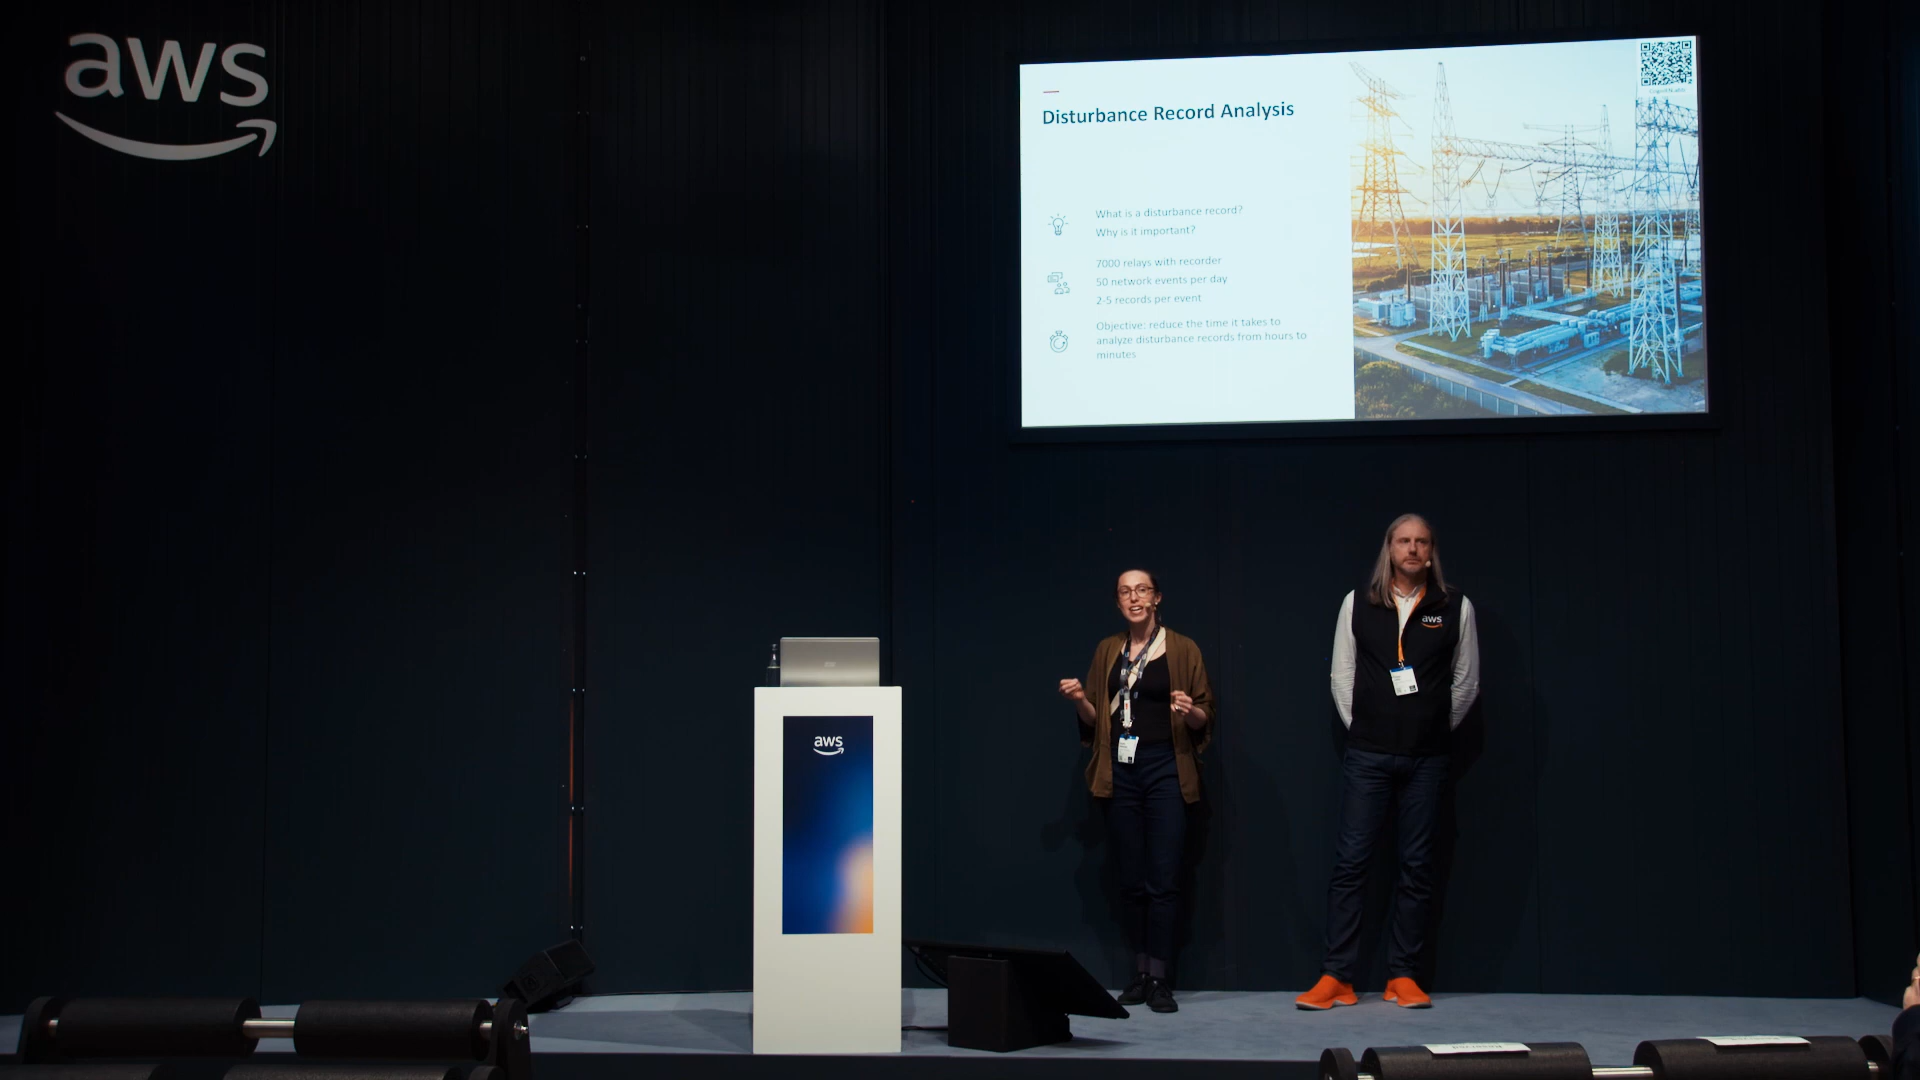 aws
Disturbance Record Analysis
What is a disturbance record?
Why is it important?
7000 relays with recorder
50 network events per day
2-5 records per event
Objective: reduce the time it takes to
analyze disturbance records from hours to
minutes
aws
aws